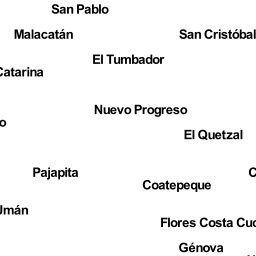 San Pablo
Malacatán
San Cristóbal
El Tumbador
Catarina
Nuevo Progreso
o
El Quetzal
Pajapita
C
Coatepeque
Umán
Flores Costa Cuc
Génova